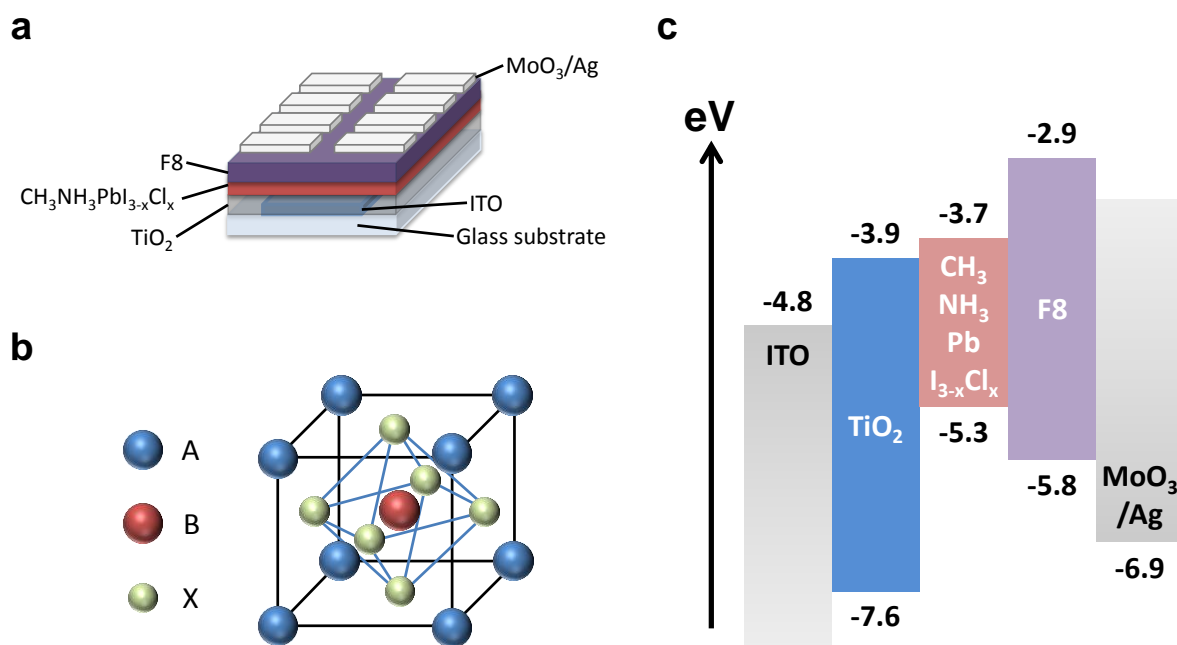 a
MoO₃/Ag
F8
CH₃NH₃PbI₃₋ₓClₓ
TiO₂
ITO
Glass substrate
b
A
B
X
c
eV
-4.8
ITO
-3.9
TiO₂
-7.6
-3.7
CH₃
NH₃
Pb
I₃₋ₓClₓ
-5.3
-2.9
F8
-5.8
MoO₃
/Ag
-6.9